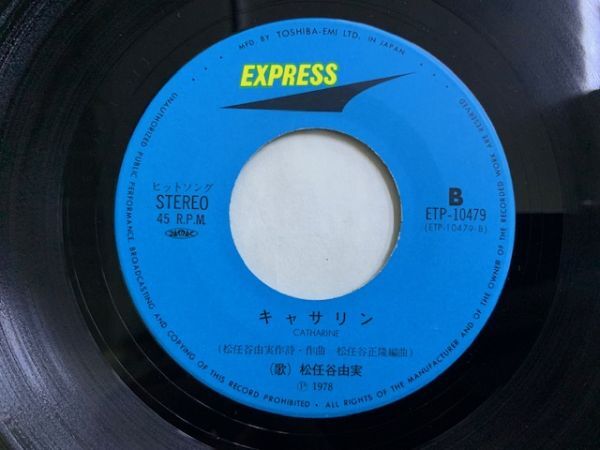 MFD BY TOSHIBA-EMI LTD. IN JAPAN
EXPRESS
ヒットソング
STEREO
45 R.P.M.
B
ETP-10479
(ETP-10479-B)
キャサリン
CATHARINE
(松任谷由実作詩・作曲 松任谷正隆編曲)
(歌) 松任谷由実
Ⓟ 1978
UNAUTHORIZED PUBLIC PERFORMANCE, BROADCASTING AND COPYING OF THIS RECORD PROHIBITED • ALL RIGHTS OF THE MANUFACTURER AND OF THE OWNER OF THE RECORDED WORK ARE RESERVED